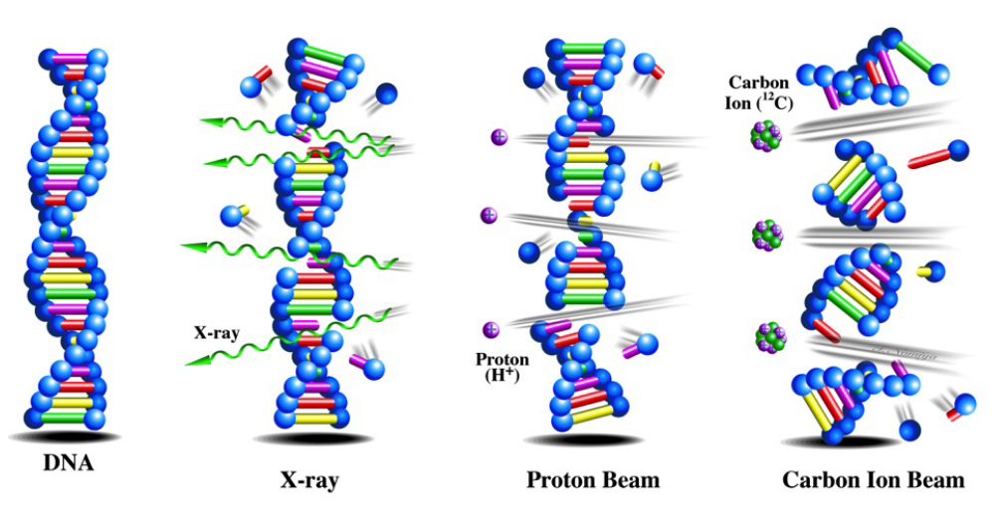 Carbon
Ion (¹²C)
X-ray
Proton
(H⁺)
DNA
X-ray
Proton Beam
Carbon Ion Beam